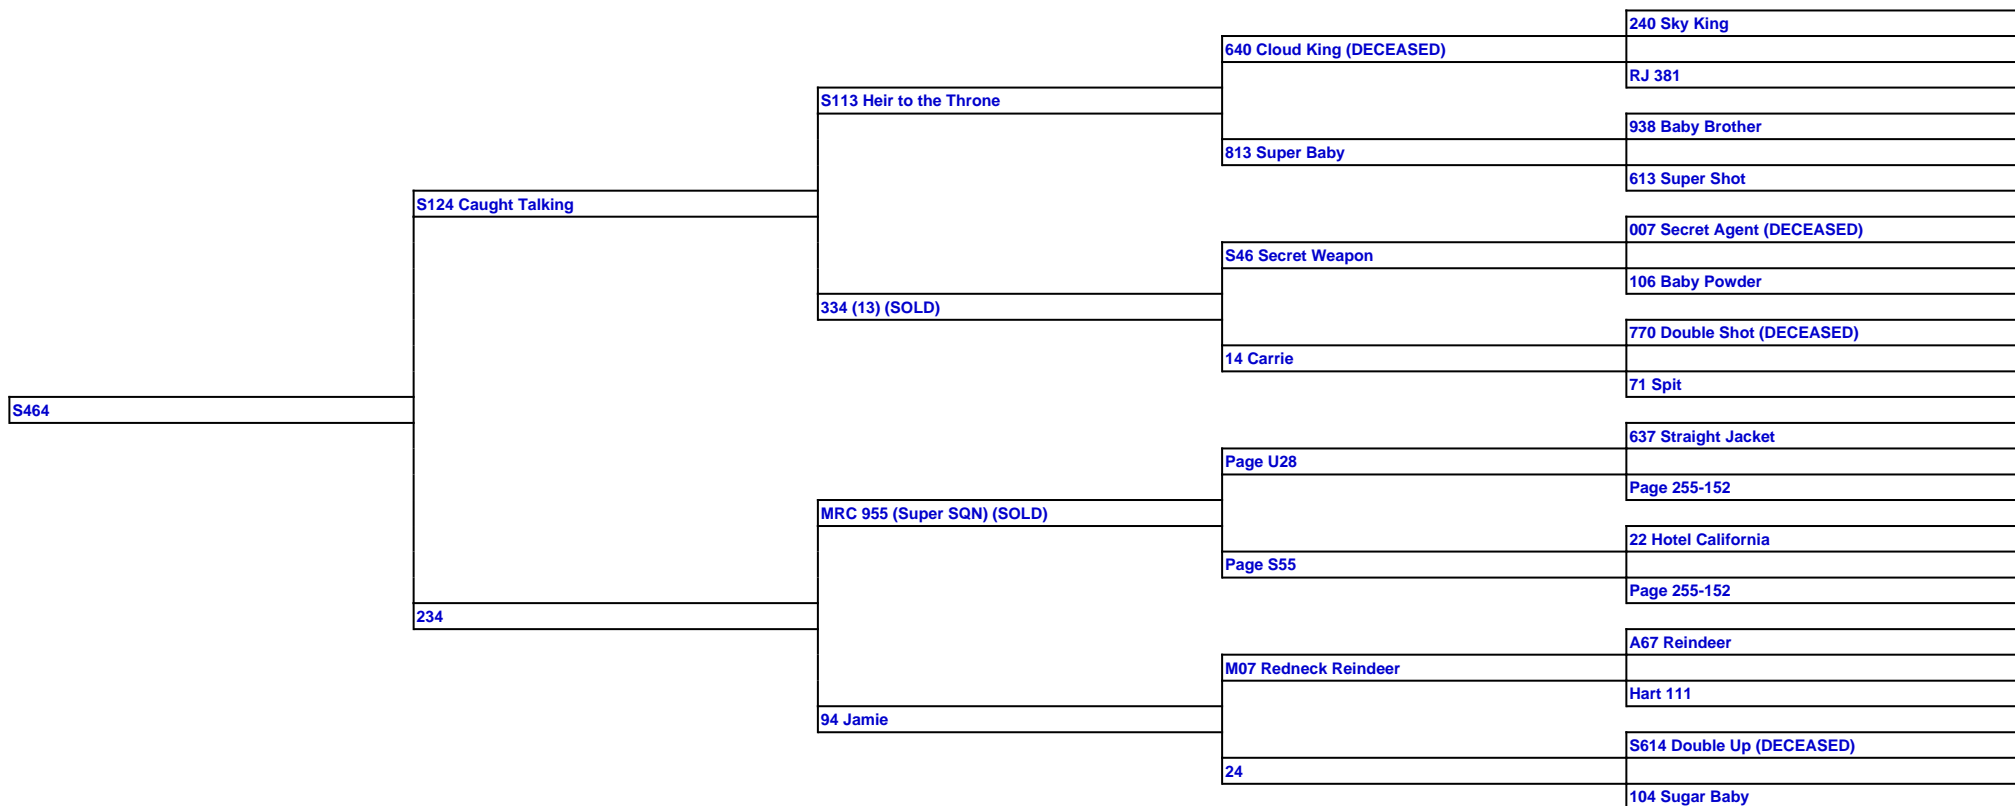 240 Sky King
640 Cloud King (DECEASED)
RJ 381
S113 Heir to the Throne
938 Baby Brother
813 Super Baby
613 Super Shot
S124 Caught Talking
007 Secret Agent (DECEASED)
S46 Secret Weapon
106 Baby Powder
334 (13) (SOLD)
770 Double Shot (DECEASED)
14 Carrie
71 Spit
S464
637 Straight Jacket
Page U28
Page 255-152
MRC 955 (Super SQN) (SOLD)
22 Hotel California
Page S55
Page 255-152
234
A67 Reindeer
M07 Redneck Reindeer
Hart 111
94 Jamie
S614 Double Up (DECEASED)
24
104 Sugar Baby